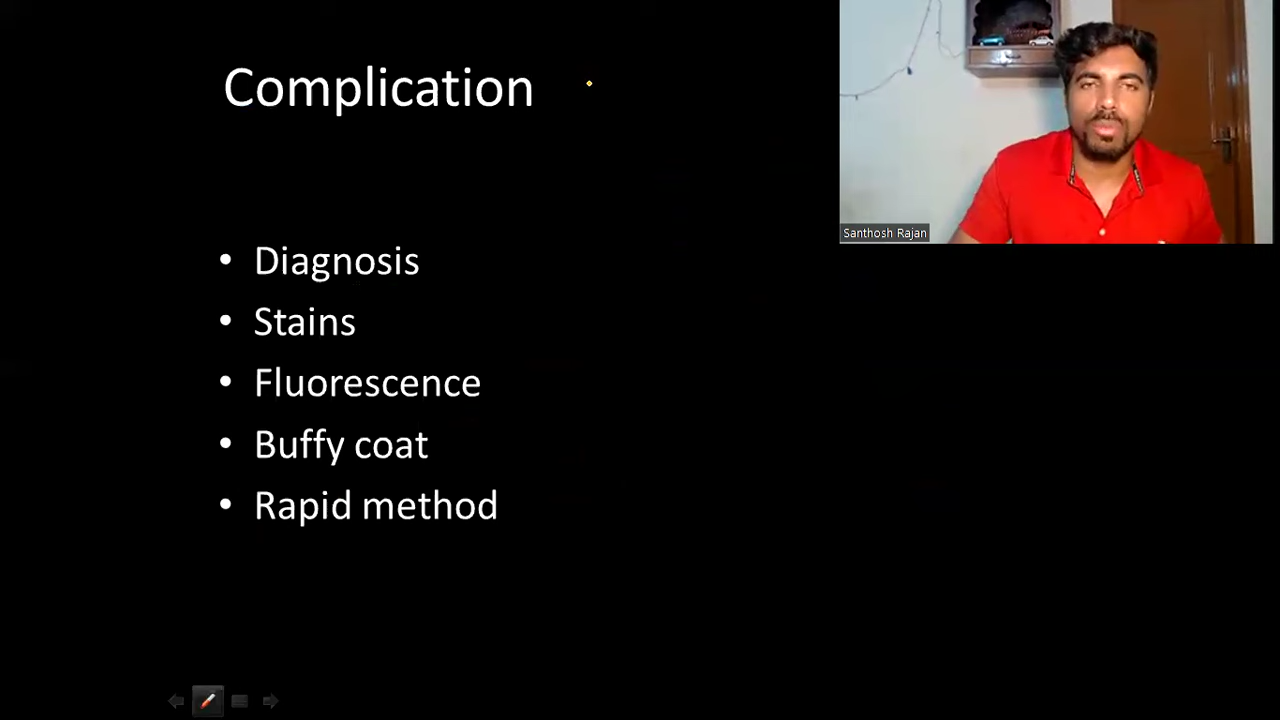 Complication
Santhosh Rajan
• Diagnosis
• Stains
• Fluorescence
• Buffy coat
• Rapid method